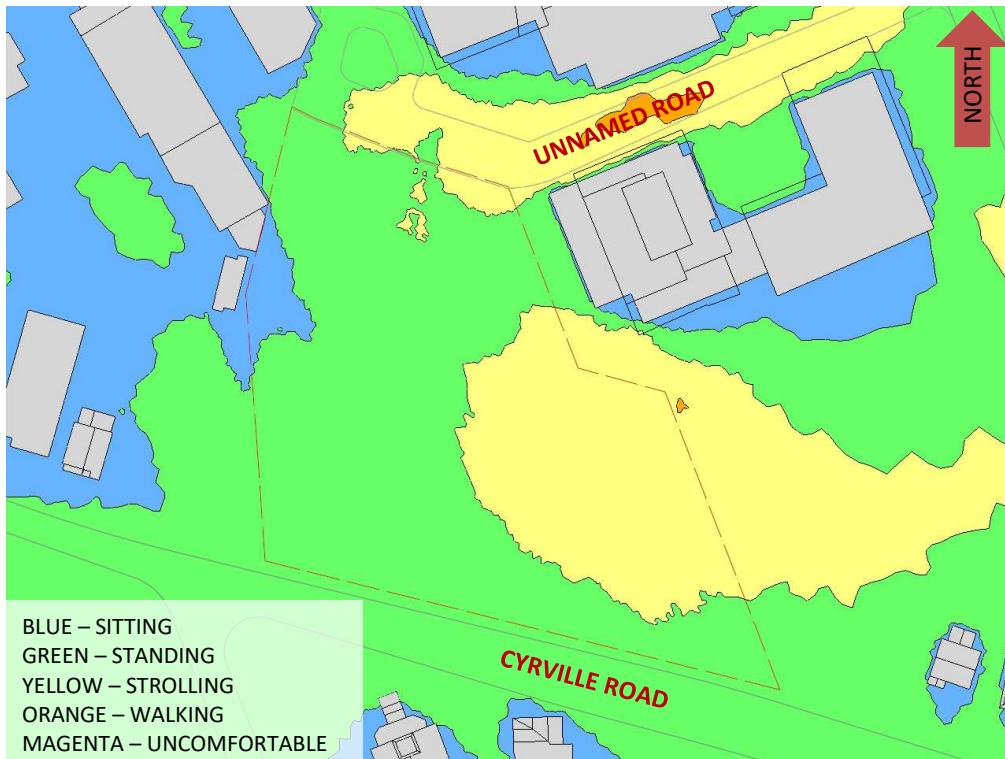 NORTH
UNNAMED ROAD
CYRVILLE ROAD
BLUE – SITTING
GREEN – STANDING
YELLOW – STROLLING
ORANGE – WALKING
MAGENTA – UNCOMFORTABLE